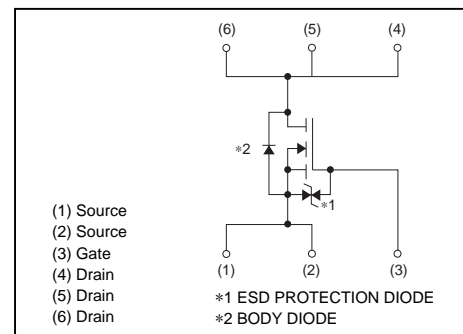 (6) (5) (4)
∗2
∗1
(1) Source
(2) Source
(3) Gate
(4) Drain
(5) Drain
(6) Drain
(1) (2) (3)
∗1 ESD PROTECTION DIODE
∗2 BODY DIODE